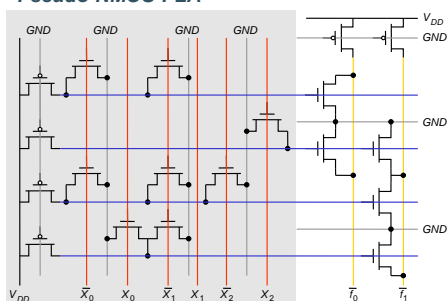 Pseudo-NMOS PLA
GND GND GND GND
V_DD
GND
GND
GND
V_DD X̅_0 X_0 X̅_1 X_1 X̅_2 X_2 f̅_0 f̅_1